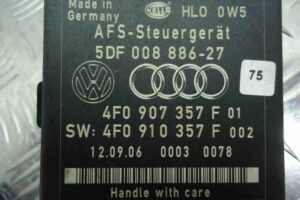 Made in
Germany
HELLA
HLO 0W5
AFS-Steuergerät
5DF 008 886-27
75
4F0 907 357 F 01
SW: 4F0 910 357 F 002
12.09.06 0003 0078
Handle with care